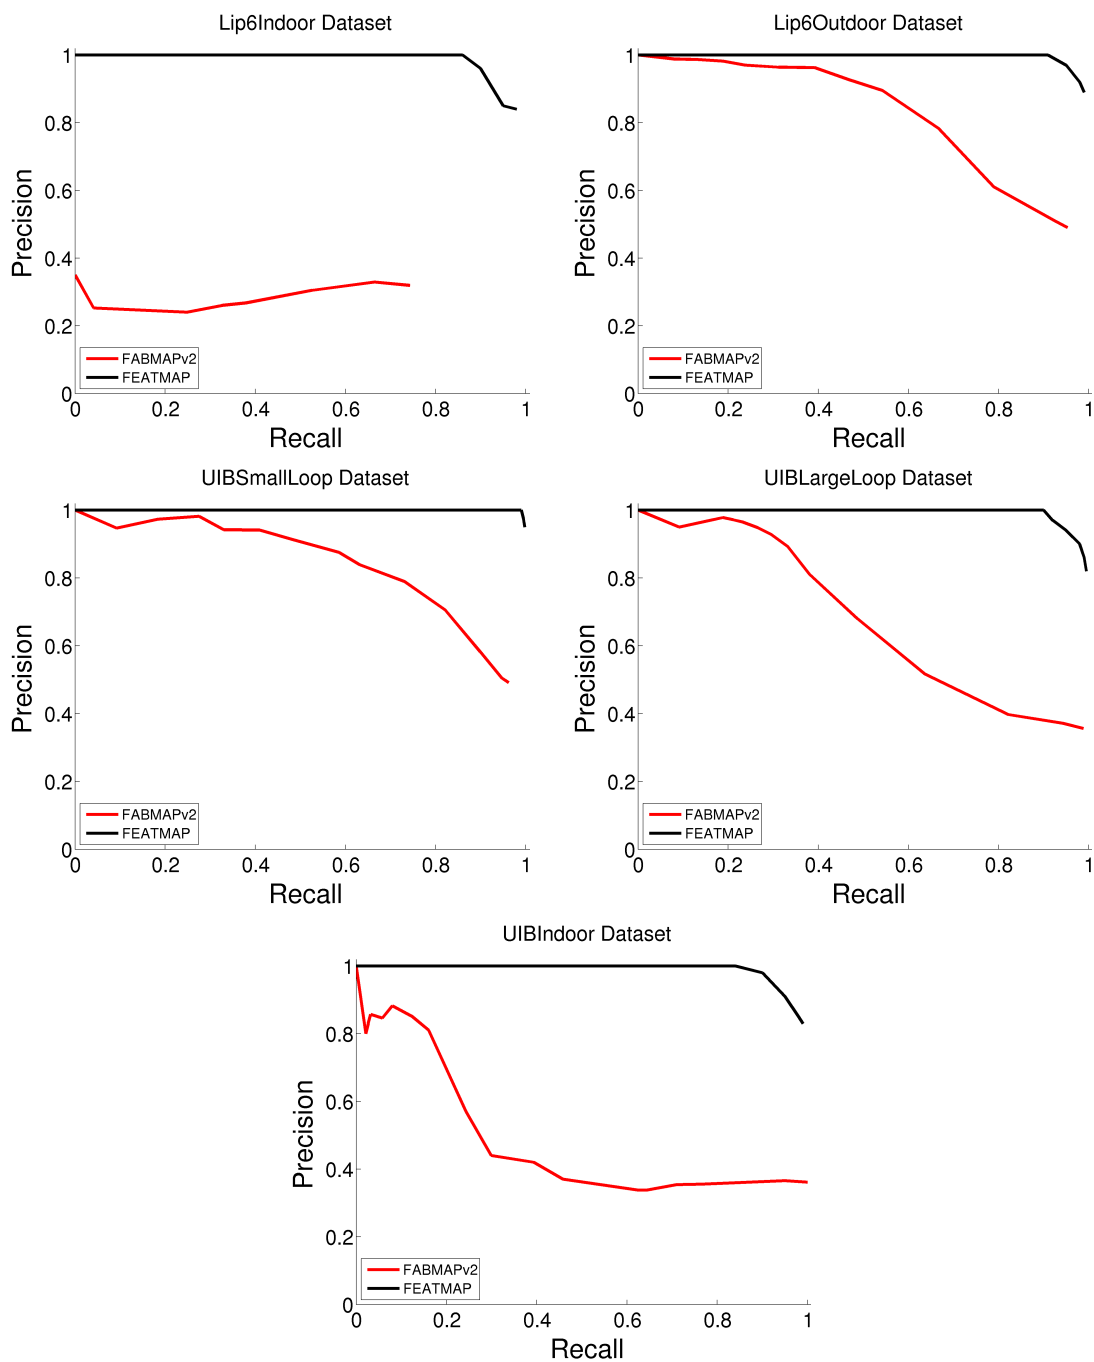 Lip6Indoor Dataset
1
0.8
0.6
0.4
0.2
0
Precision
FABMAPv2
FEATMAP
0 0.2 0.4 0.6 0.8 1
Recall
Lip6Outdoor Dataset
1
0.8
0.6
0.4
0.2
0
Precision
FABMAPv2
FEATMAP
0 0.2 0.4 0.6 0.8 1
Recall
UIBSmallLoop Dataset
1
0.8
0.6
0.4
0.2
0
Precision
FABMAPv2
FEATMAP
0 0.2 0.4 0.6 0.8 1
Recall
UIBLargeLoop Dataset
1
0.8
0.6
0.4
0.2
0
Precision
FABMAPv2
FEATMAP
0 0.2 0.4 0.6 0.8 1
Recall
UIBIndoor Dataset
1
0.8
0.6
0.4
0.2
0
Precision
FABMAPv2
FEATMAP
0 0.2 0.4 0.6 0.8 1
Recall